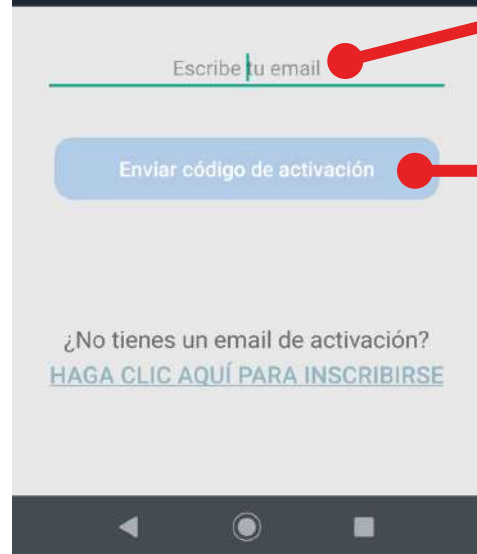 Escribe tu email
Enviar código de activación
¿No tienes un email de activación?
HAGA CLIC AQUÍ PARA INSCRIBIRSE